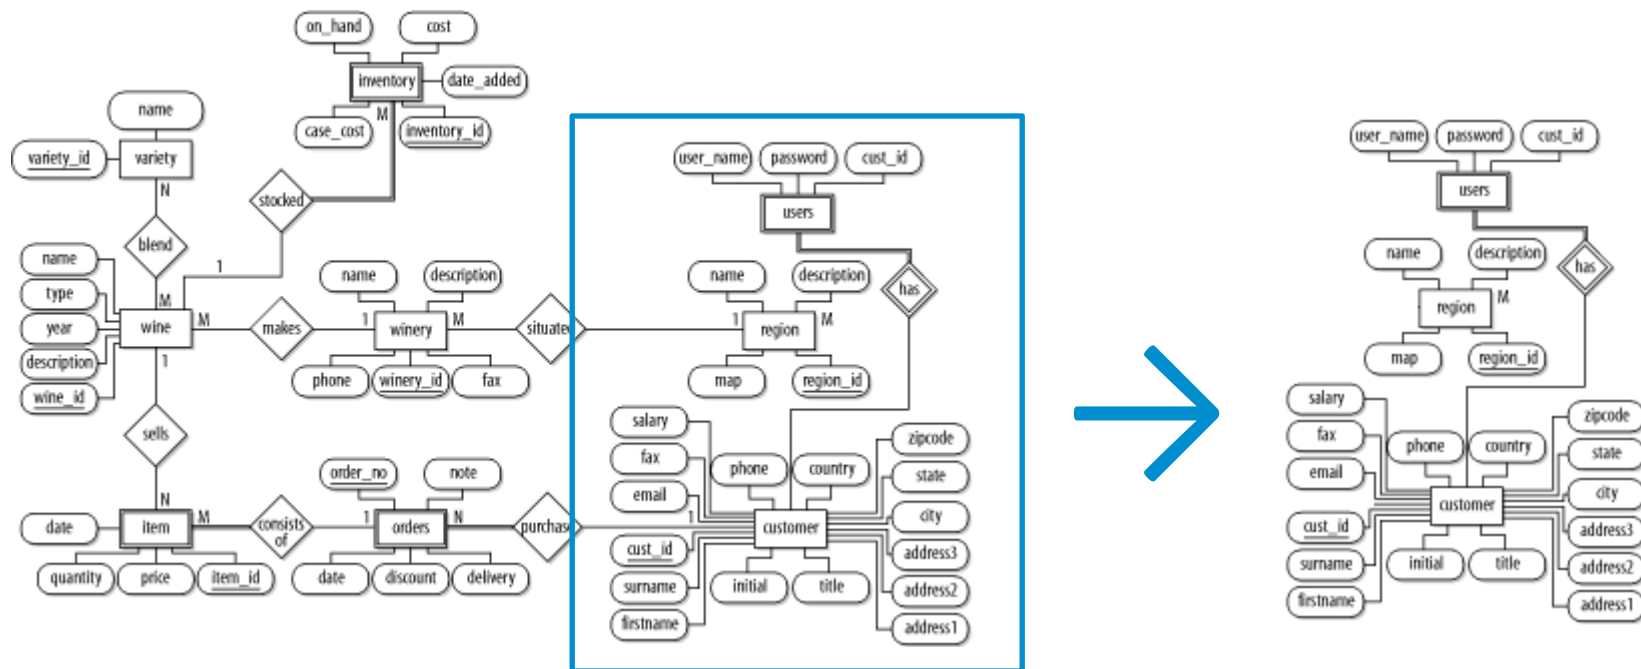 on_hand
cost
inventory
date_added
case_cost
M
inventory_id
name
variety_id
variety
N
stocked
blend
1
M
name
type
year
description
wine_id
wine
M
1
makes
name
description
1
winery
M
phone
winery_id
fax
situate
sells
N
date
item
M
quantity
price
item_id
consists
of
order_no
note
1
orders
N
date
discount
delivery
purchas
user_name
password
cust_id
users
has
name
description
1
region
M
map
region_id
salary
fax
email
1
cust_id
surname
firstname
phone
country
customer
initial
title
zipcode
state
city
address3
address2
address1
user_name
password
cust_id
users
has
name
description
region
M
map
region_id
salary
fax
email
cust_id
surname
firstname
phone
country
customer
initial
title
zipcode
state
city
address3
address2
address1